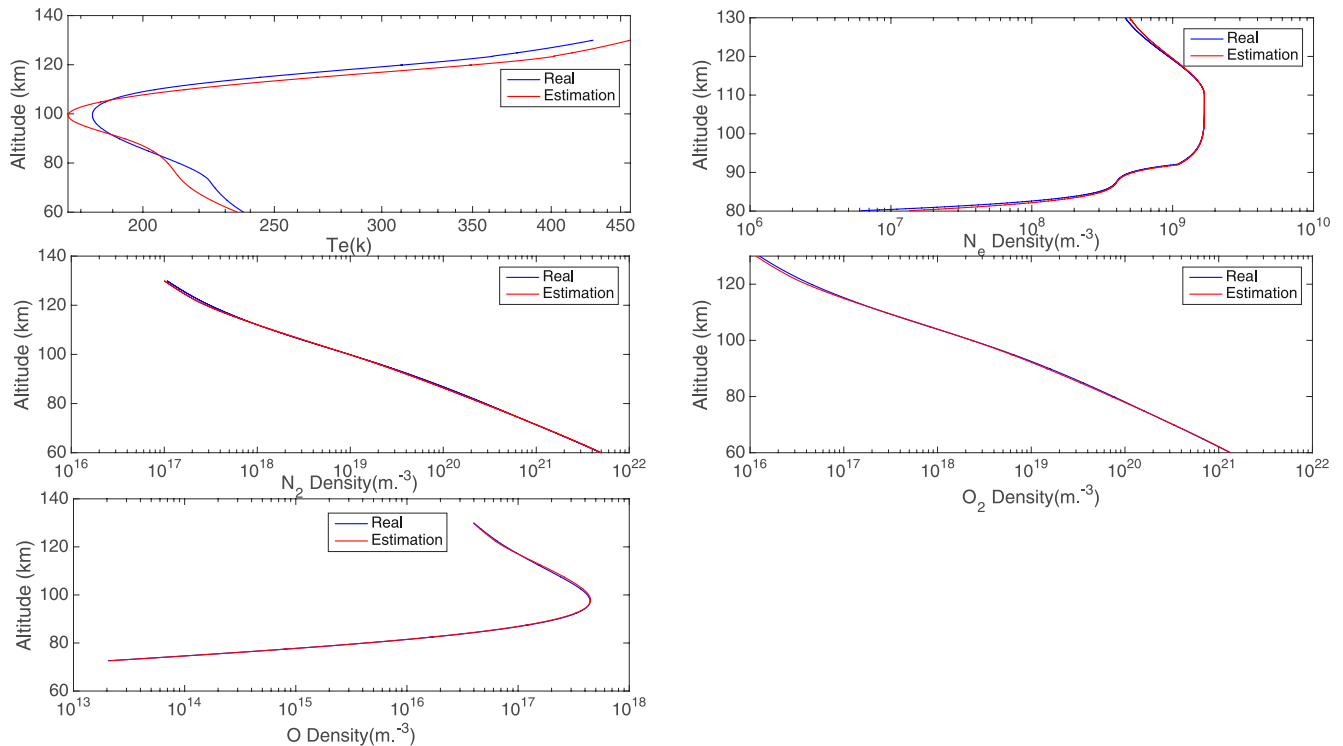 140
120
100
80
60
Altitude (km)
200 250 300 350 400 450
Te(k)
Real
Estimation
130
120
110
100
90
80
Altitude (km)
10^6 10^7 10^8 10^9 10^10
N_e Density(m.^-3)
Real
Estimation
140
120
100
80
60
Altitude (km)
10^16 10^17 10^18 10^19 10^20 10^21 10^22
N_2 Density(m.^-3)
Real
Estimation
120
100
80
60
Altitude (km)
10^16 10^17 10^18 10^19 10^20 10^21 10^22
O_2 Density(m.^-3)
Real
Estimation
140
120
100
80
60
Altitude (km)
10^13 10^14 10^15 10^16 10^17 10^18
O Density(m.^-3)
Real
Estimation